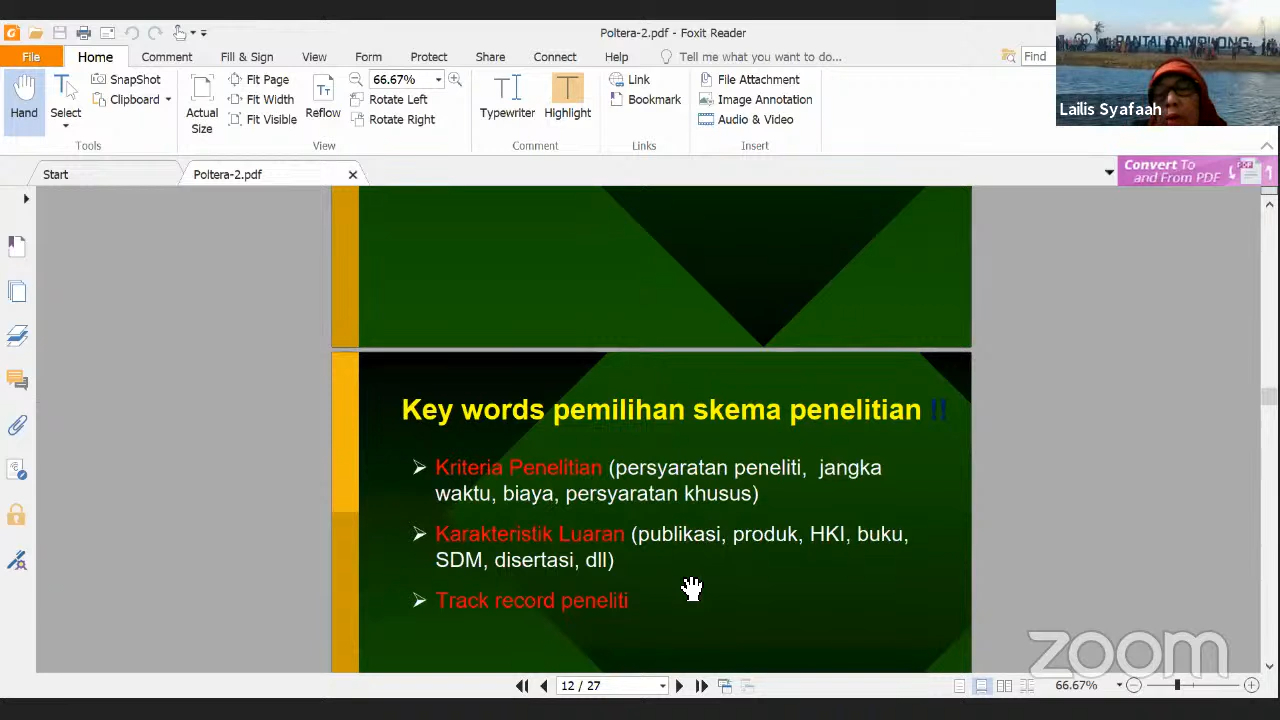 Poltera-2.pdf - Foxit Reader
File Home Comment Fill & Sign View Form Protect Share Connect Help Tell me what you want to do... Find
Hand
Select
SnapShot
Clipboard
Actual Size
Fit Page
Fit Width
Fit Visible
Reflow
66.67%
Rotate Left
Rotate Right
Typewriter
Highlight
Link
Bookmark
File Attachment
Image Annotation
Audio & Video
Tools View Comment Links Insert
PANTAI CAMPLONG
Lailis Syafaah
Start Poltera-2.pdf
Convert To
and From PDF
Key words pemilihan skema penelitian !!
Kriteria Penelitian (persyaratan peneliti, jangka
waktu, biaya, persyaratan khusus)
Karakteristik Luaran (publikasi, produk, HKI, buku,
SDM, disertasi, dll)
Track record peneliti
zoom
12 / 27
66.67%